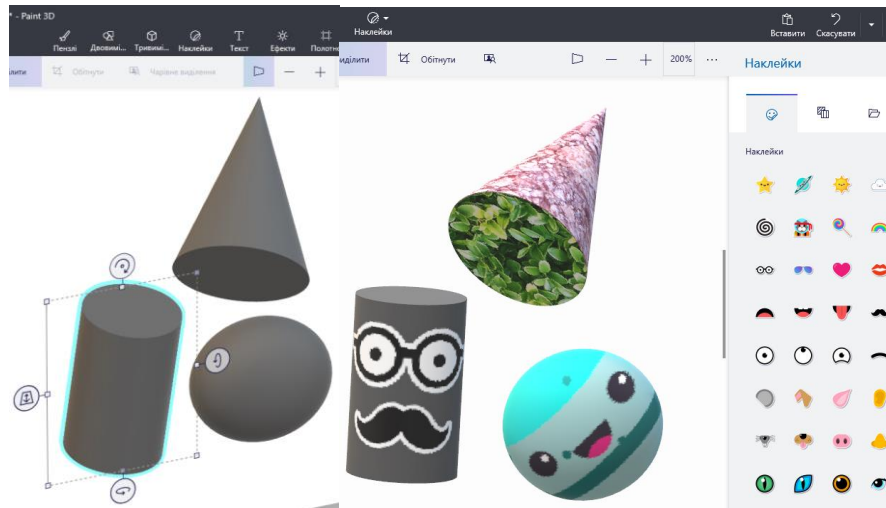 * - Paint 3D
Пензлі Двовимі... Тривимі... Наклейки Текст Ефекти Полотн
ілити Обітнути Чарівне виділення
Наклейки
Вставити Скасувати
иділити Обітнути 200% ...
Наклейки
Наклейки